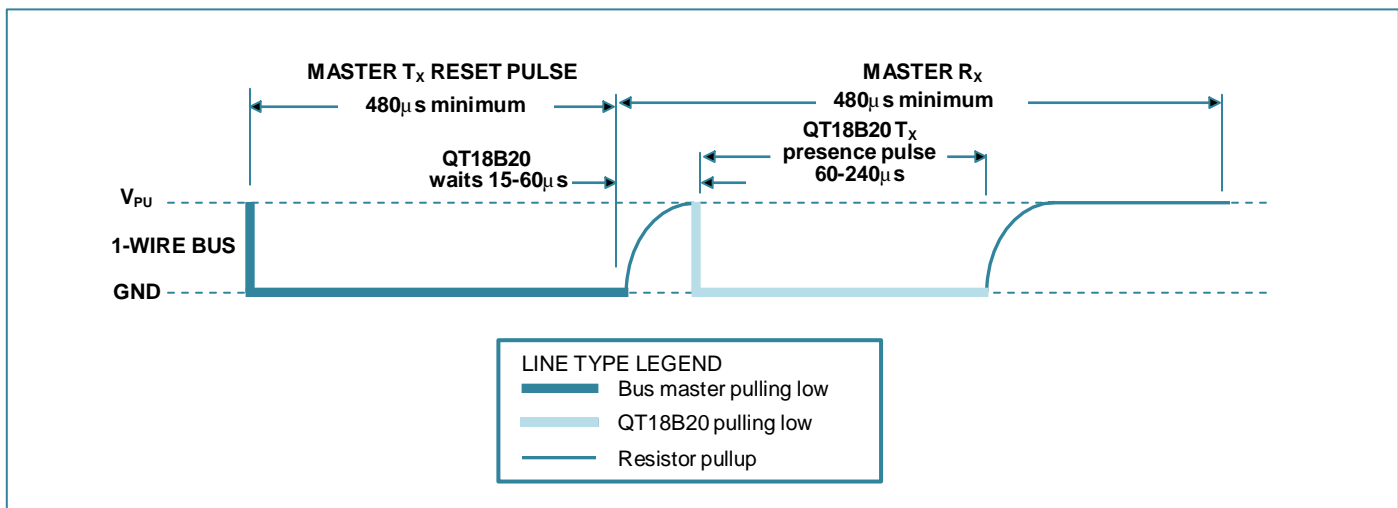 MASTER TX RESET PULSE
480μs minimum
MASTER RX
480μs minimum
QT18B20
waits 15-60μs
QT18B20 TX
presence pulse
60-240μs
VPU
1-WIRE BUS
GND
LINE TYPE LEGEND
Bus master pulling low
QT18B20 pulling low
Resistor pullup